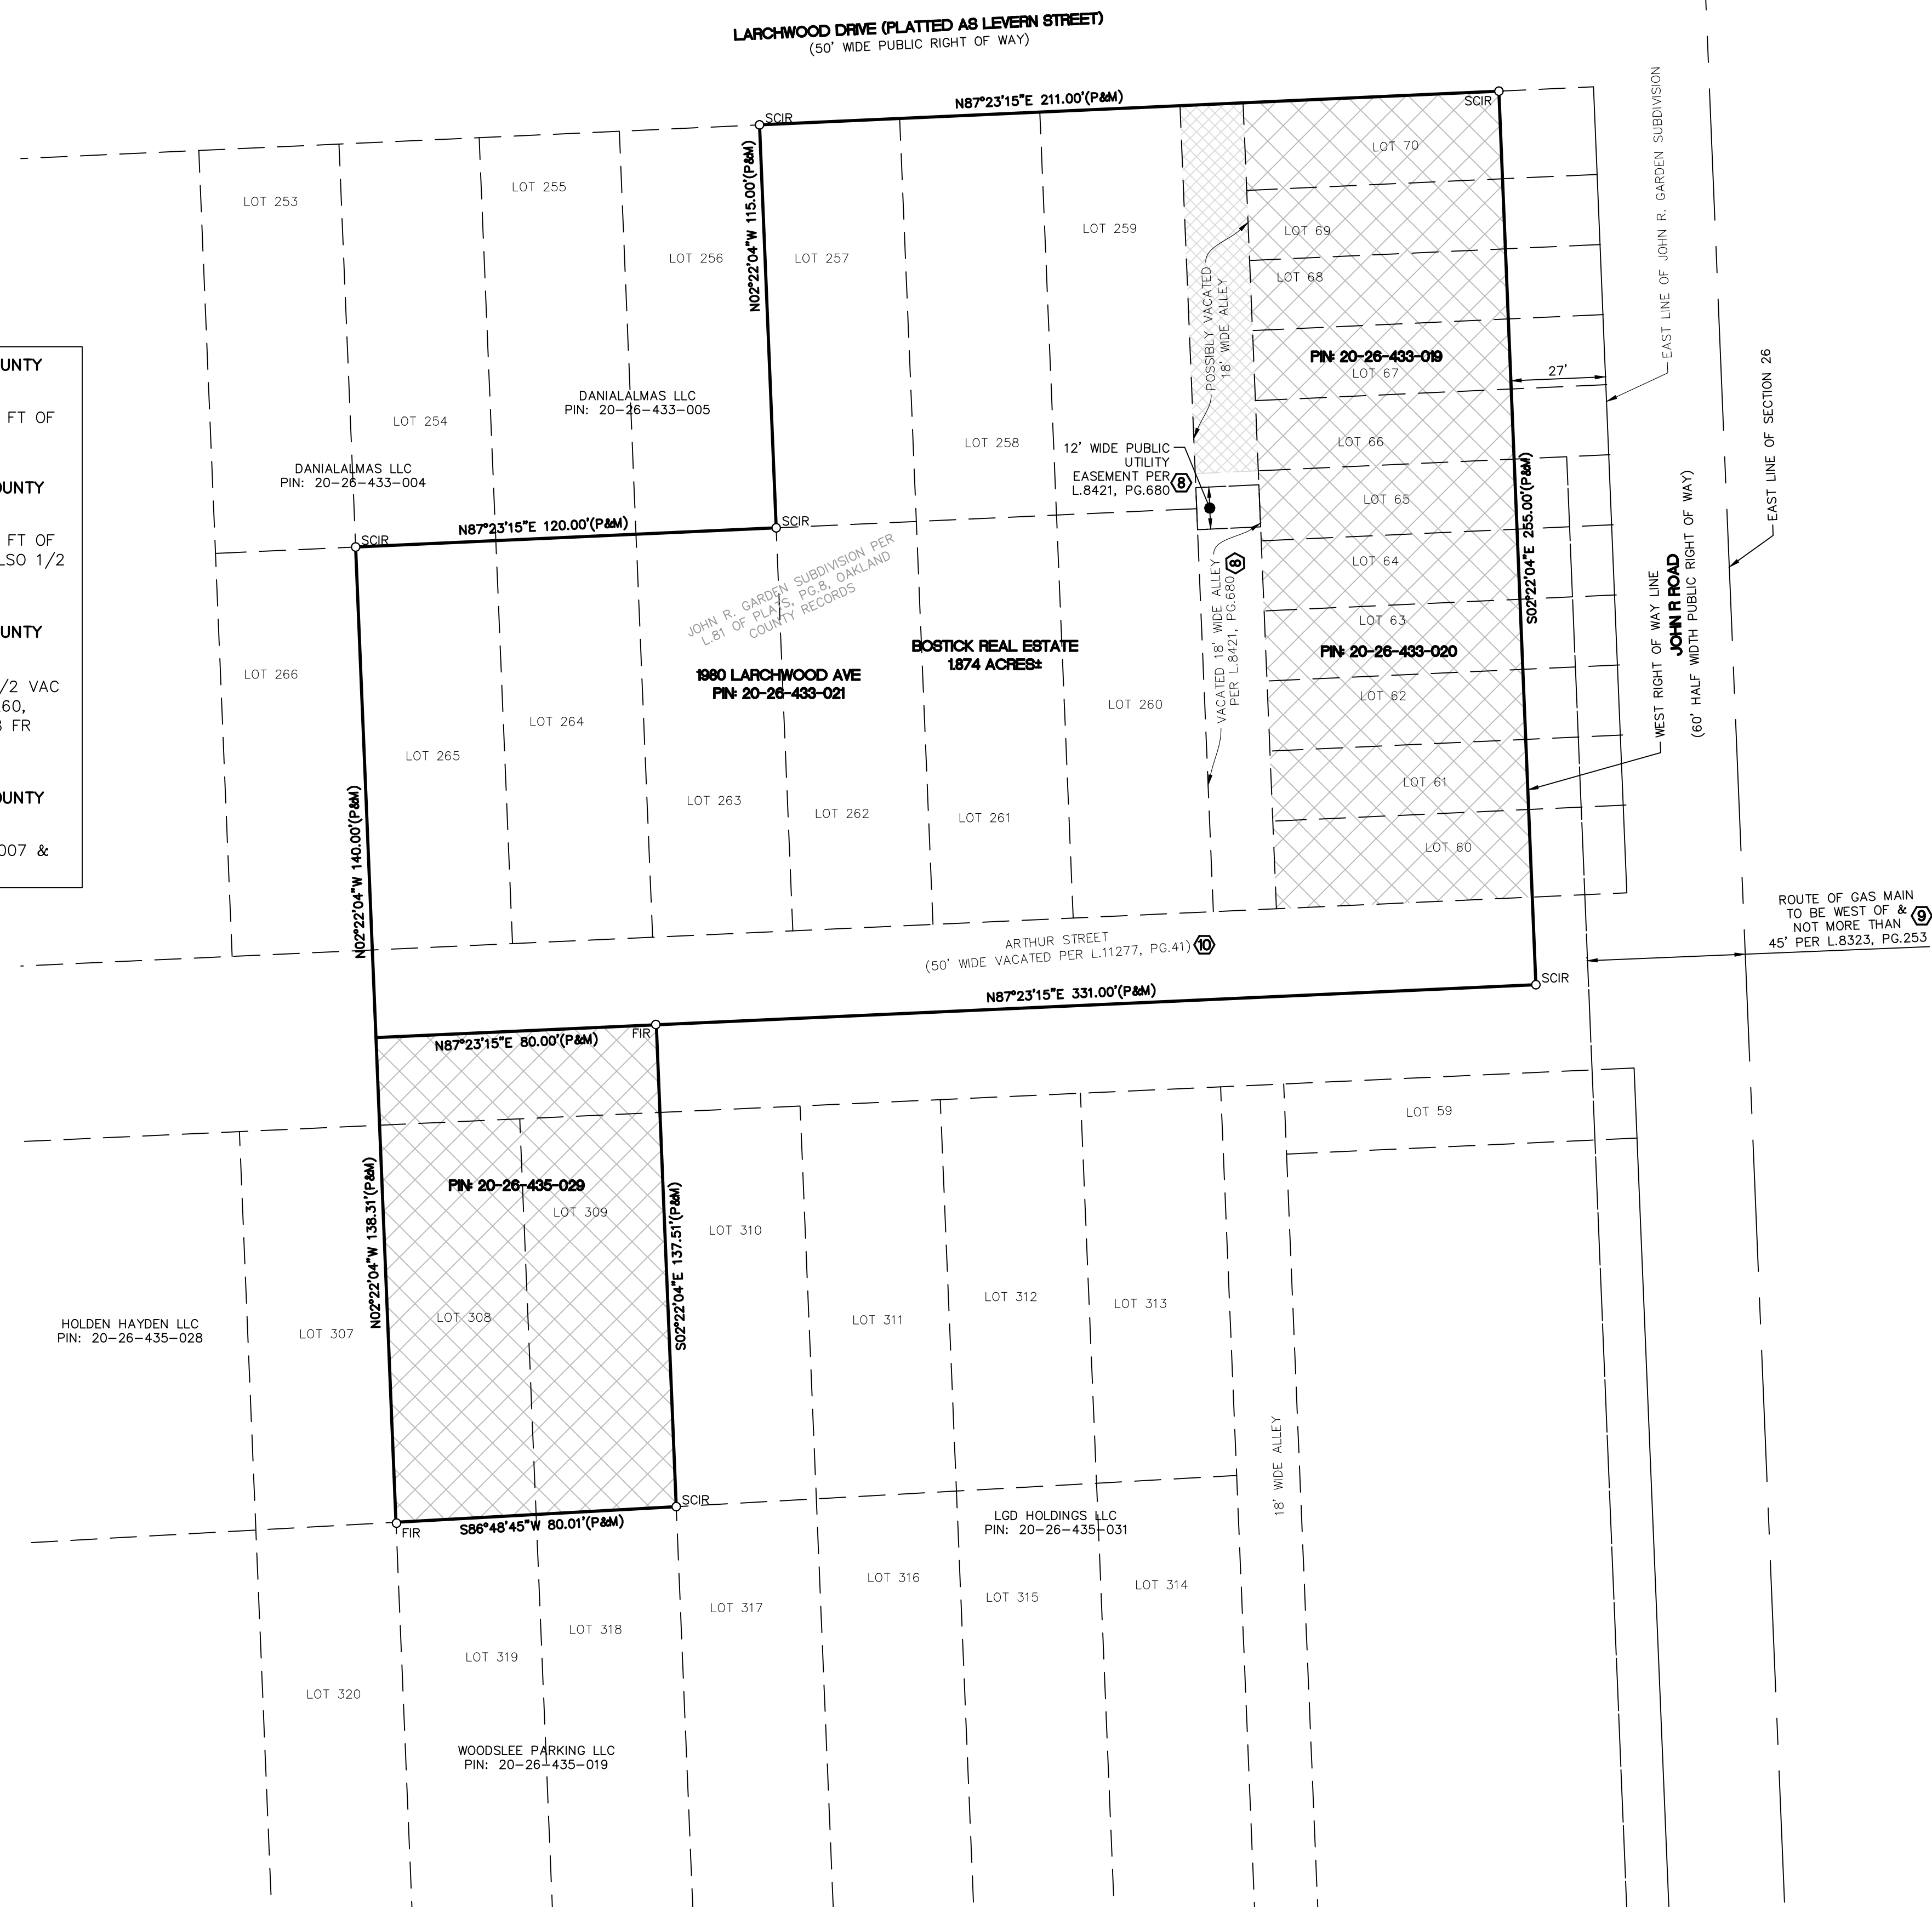 LARCHWOOD DRIVE (PLATTED AS LEVERN STREET)
(50' WIDE PUBLIC RIGHT OF WAY)
N87°23'15"E 211.00'(P&M)
SCIR
SCIR
EAST LINE OF JOHN R. GARDEN SUBDIVISION
LOT 253
LOT 255
LOT 256
N02°22'04"W 115.00'(P&M)
LOT 257
LOT 259
LOT 70
LOT 69
LOT 68
POSSIBLY VACATED
18' WIDE ALLEY
PIN: 20-26-433-019
LOT 67
27'
EAST LINE OF SECTION 26
UNTY
FT OF
OUNTY
FT OF
LSO 1/2
UNTY
/2 VAC
60,
FR
OUNTY
007 &
LOT 254
DANIALALMAS LLC
PIN: 20-26-433-005
DANIALALMAS LLC
PIN: 20-26-433-004
LOT 258
LOT 66
12' WIDE PUBLIC
UTILITY
EASEMENT PER
L.8421, PG.680
8
LOT 65
N87°23'15"E 120.00'(P&M)
SCIR
SCIR
S02°22'04"E 255.00'(P&M)
JOHN R. GARDEN SUBDIVISION PER
L.81 OF PLATS, PG.8, OAKLAND
COUNTY RECORDS
LOT 64
VACATED 18' WIDE ALLEY
PER L.8421, PG.680
8
LOT 63
WEST RIGHT OF WAY LINE
JOHN R ROAD
(60' HALF WIDTH PUBLIC RIGHT OF WAY)
BOSTICK REAL ESTATE
1.874 ACRES±
PIN: 20-26-433-020
1980 LARCHWOOD AVE
PIN: 20-26-433-021
LOT 266
LOT 264
LOT 260
LOT 62
LOT 265
LOT 61
LOT 263
LOT 262
LOT 261
LOT 60
N02°22'04"W 140.00'(P&M)
ARTHUR STREET
(50' WIDE VACATED PER L.11277, PG.41)
10
ROUTE OF GAS MAIN
TO BE WEST OF &
NOT MORE THAN
45' PER L.8323, PG.253
9
N87°23'15"E 331.00'(P&M)
SCIR
FIR
N87°23'15"E 80.00'(P&M)
LOT 59
N02°22'04"W 138.31'(P&M)
PIN: 20-26-435-029
LOT 309
S02°22'04"E 137.51'(P&M)
LOT 310
LOT 312
LOT 313
LOT 308
LOT 311
HOLDEN HAYDEN LLC
PIN: 20-26-435-028
LOT 307
18' WIDE ALLEY
SCIR
FIR
S86°48'45"W 80.01'(P&M)
LGD HOLDINGS LLC
PIN: 20-26-435-031
LOT 316
LOT 315
LOT 314
LOT 317
LOT 318
LOT 319
LOT 320
WOODSLEE PARKING LLC
PIN: 20-26-435-019